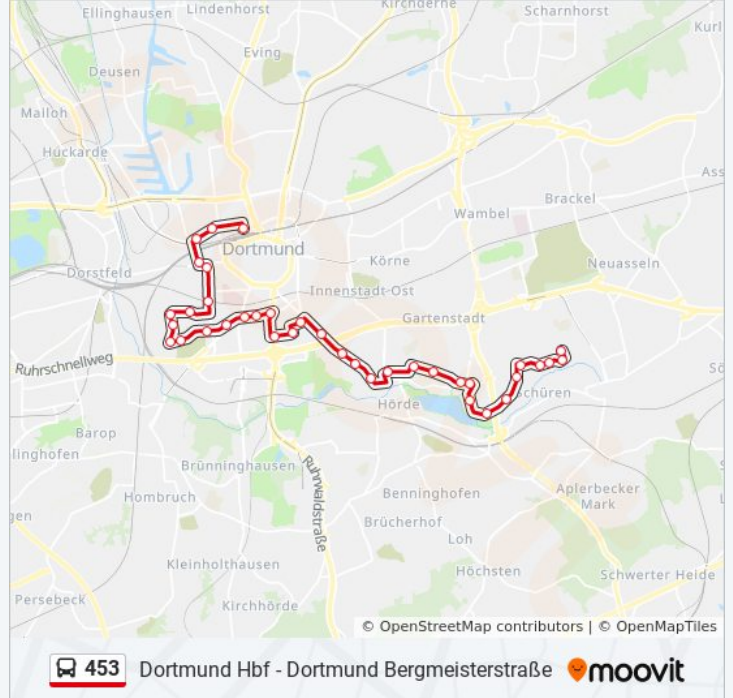 Kirchderne
Ellinghausen
Lindenhorst
Scharnhorst
Kurl
Eving
Deusen
Malloh
Huckarde
Ass
Brackel
Wambel
Dortmund
Körne
Neuasseln
Dorstfeld
Innenstadt-Ost
Gartenstadt
Ruhrschnellweg
Sö
Schüren
Hörde
Barop
linghofen
Brünninghausen
Ruhrwaldstraße
Hombruch
Benninghofen
Aplerbecker
Mark
gen
Brücherhof
Loh
Kleinholthausen
Höchsten
Schwerter Heide
Persebeck
Kirchhörde
© OpenStreetMap contributors | © OpenMapTiles
453 Dortmund Hbf - Dortmund Bergmeisterstraße moovit